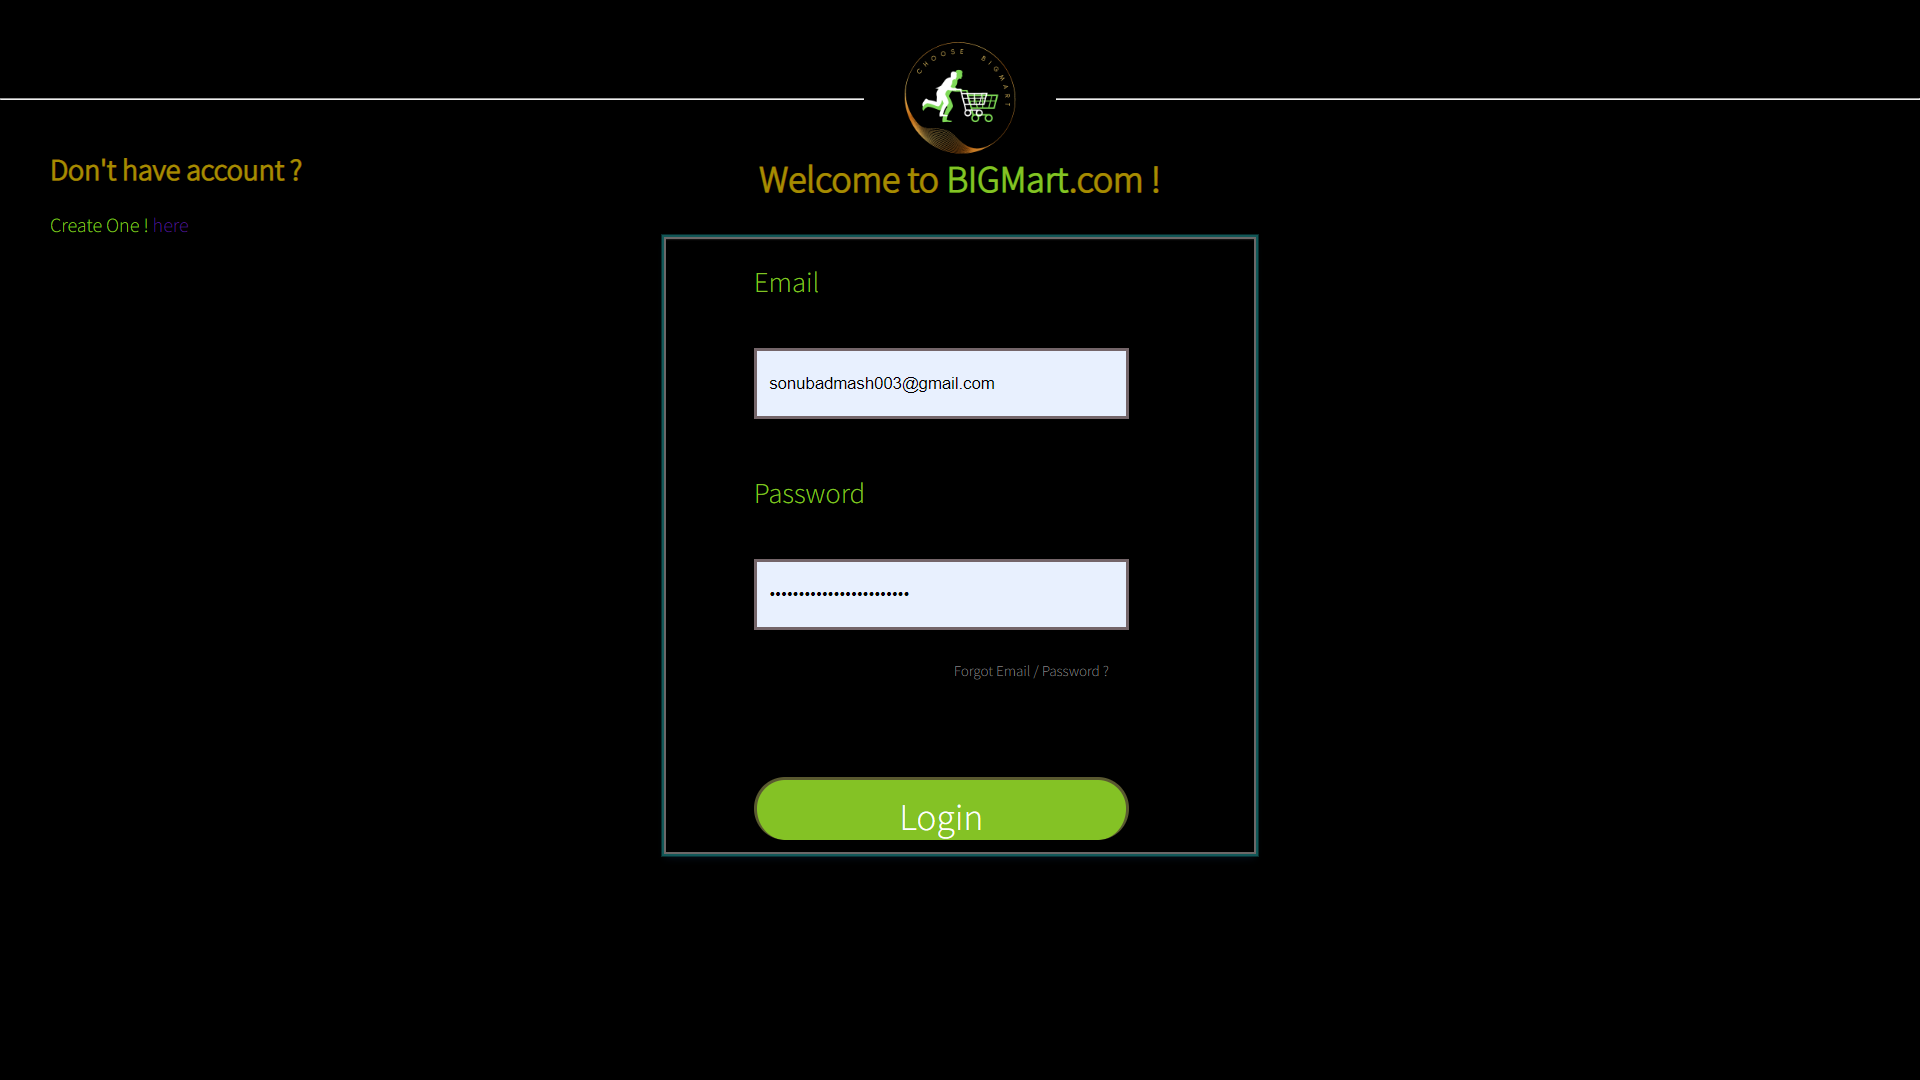 CHOOSE BIGMART
Don't have account ?
Welcome to BIGMart.com !
Create One ! here
Email
sonubadmash003@gmail.com
Password
••••••••••••••••••••••••
Forgot Email / Password ?
Login